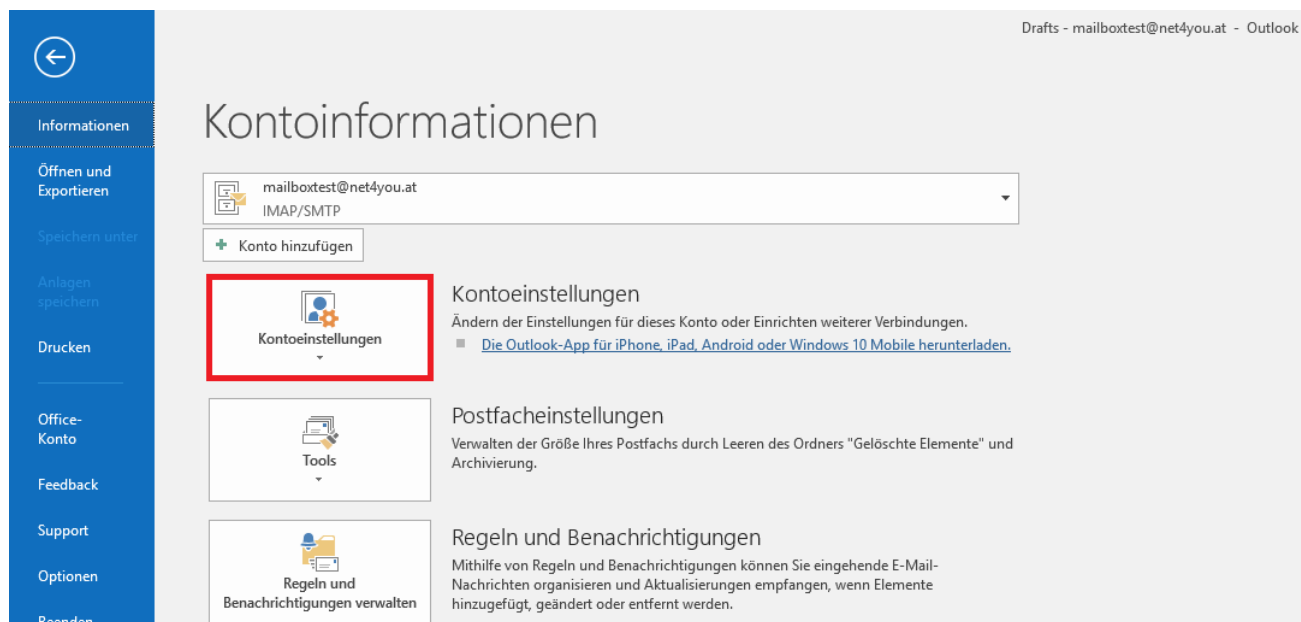 Drafts - mailboxtest@net4you.at - Outlook
Informationen
Öffnen und
Exportieren
Speichern unter
Anlagen
speichern
Drucken
Office-
Konto
Feedback
Support
Optionen
Beenden
Kontoinformationen
mailboxtest@net4you.at
IMAP/SMTP
Konto hinzufügen
Kontoeinstellungen
Kontoeinstellungen
Ändern der Einstellungen für dieses Konto oder Einrichten weiterer Verbindungen.
Die Outlook-App für iPhone, iPad, Android oder Windows 10 Mobile herunterladen.
Tools
Postfacheinstellungen
Verwalten der Größe Ihres Postfachs durch Leeren des Ordners "Gelöschte Elemente" und
Archivierung.
Regeln und
Benachrichtigungen verwalten
Regeln und Benachrichtigungen
Mithilfe von Regeln und Benachrichtigungen können Sie eingehende E-Mail-
Nachrichten organisieren und Aktualisierungen empfangen, wenn Elemente
hinzugefügt, geändert oder entfernt werden.